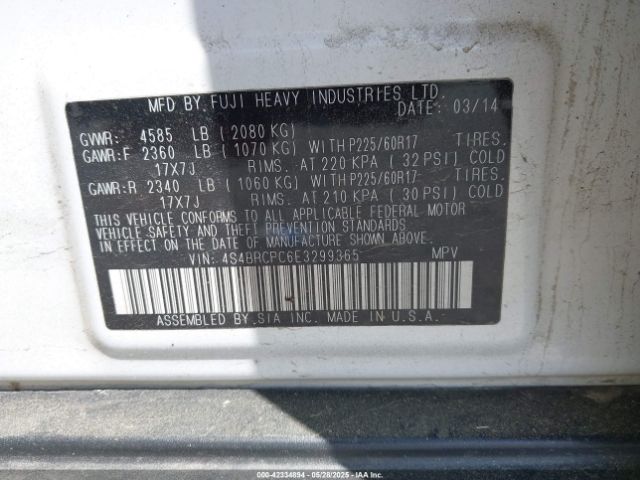 MFD BY FUJI HEAVY INDUSTRIES LTD.
DATE: 03/14
GVWR: 4585 LB (2080 KG)
GAWR:F 2360 LB (1070 KG) WITH P225/60R17 TIRES.
17X7J RIMS. AT 220 KPA (32 PSI) COLD
GAWR:R 2340 LB (1060 KG) WITH P225/60R17 TIRES.
17X7J RIMS. AT 210 KPA (30 PSI) COLD
THIS VEHICLE CONFORMS TO ALL APPLICABLE FEDERAL MOTOR
VEHICLE SAFETY AND THEFT PREVENTION STANDARDS
IN EFFECT ON THE DATE OF MANUFACTURE SHOWN ABOVE.
VIN: 4S4BRCPC6E3299365 MPV
ASSEMBLED BY SIA INC. MADE IN U.S.A.
000-42334894 - 05/28/2025 - IAAI.COM